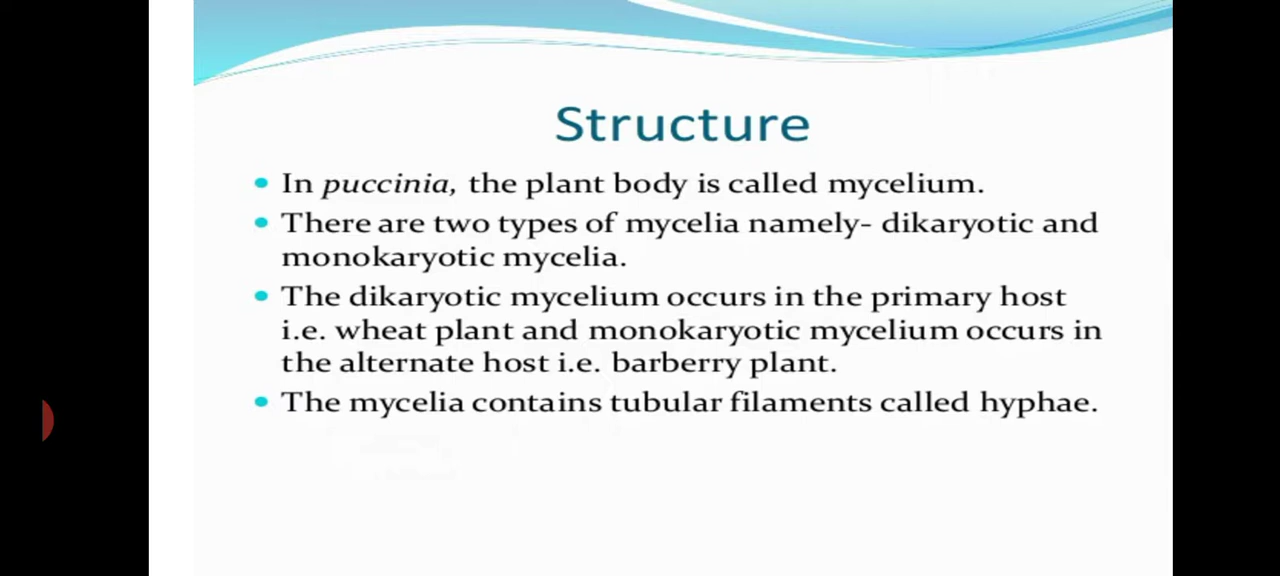 Structure
• In puccinia, the plant body is called mycelium.
• There are two types of mycelia namely- dikaryotic and
monokaryotic mycelia.
• The dikaryotic mycelium occurs in the primary host
i.e. wheat plant and monokaryotic mycelium occurs in
the alternate host i.e. barberry plant.
• The mycelia contains tubular filaments called hyphae.